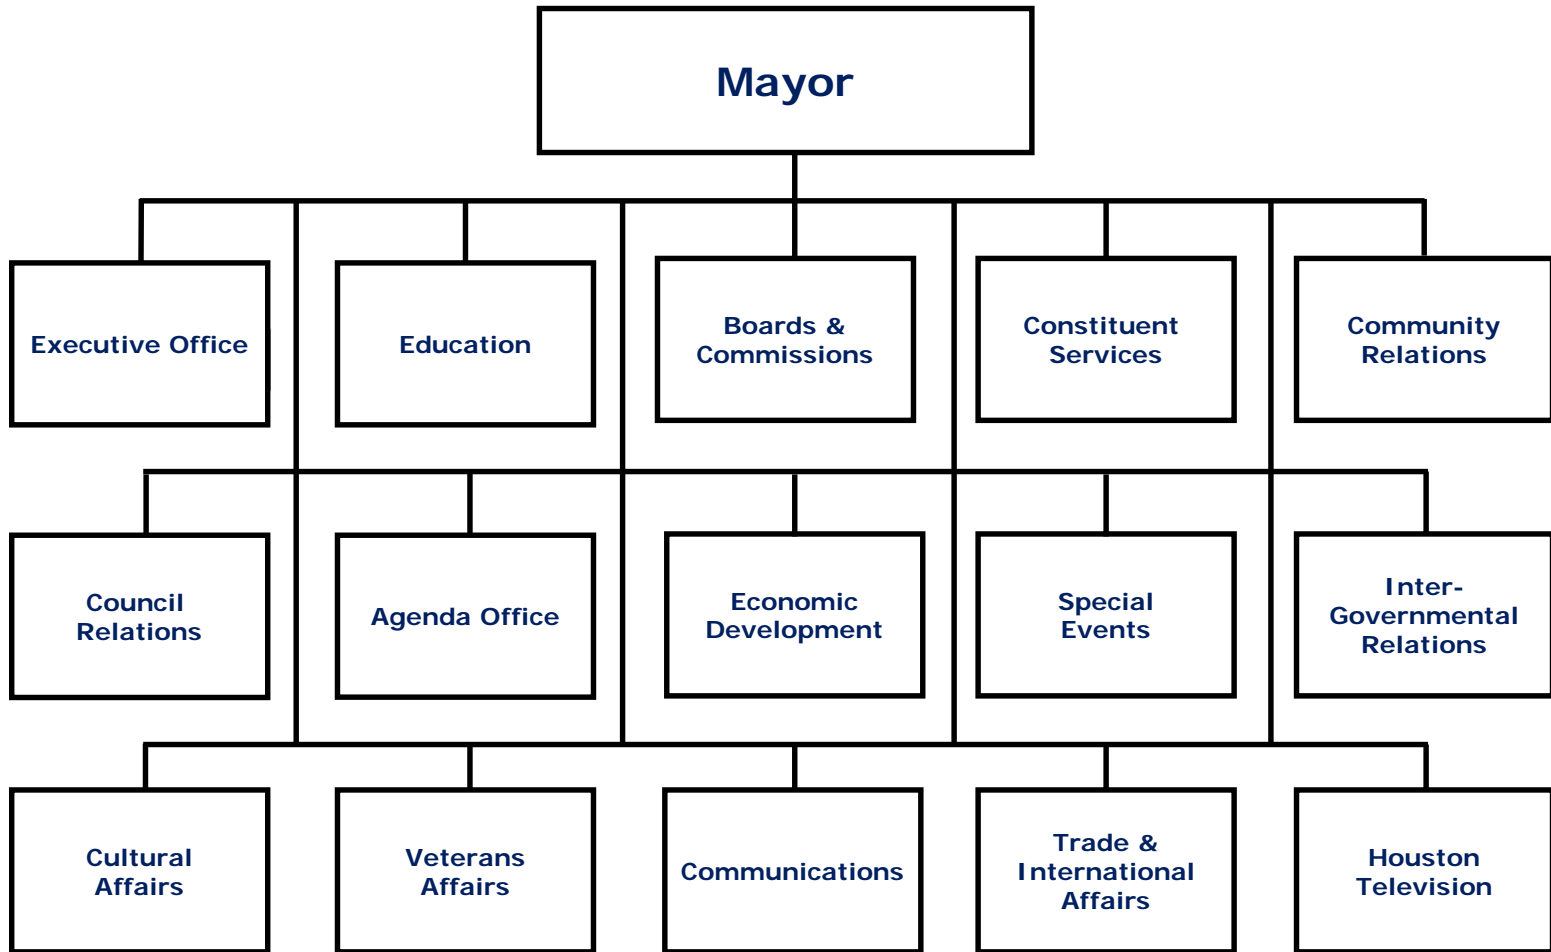 Mayor
Executive Office
Education
Boards &
Commissions
Constituent
Services
Community
Relations
Council
Relations
Agenda Office
Economic
Development
Special
Events
Inter-
Governmental
Relations
Cultural
Affairs
Veterans
Affairs
Communications
Trade &
International
Affairs
Houston
Television